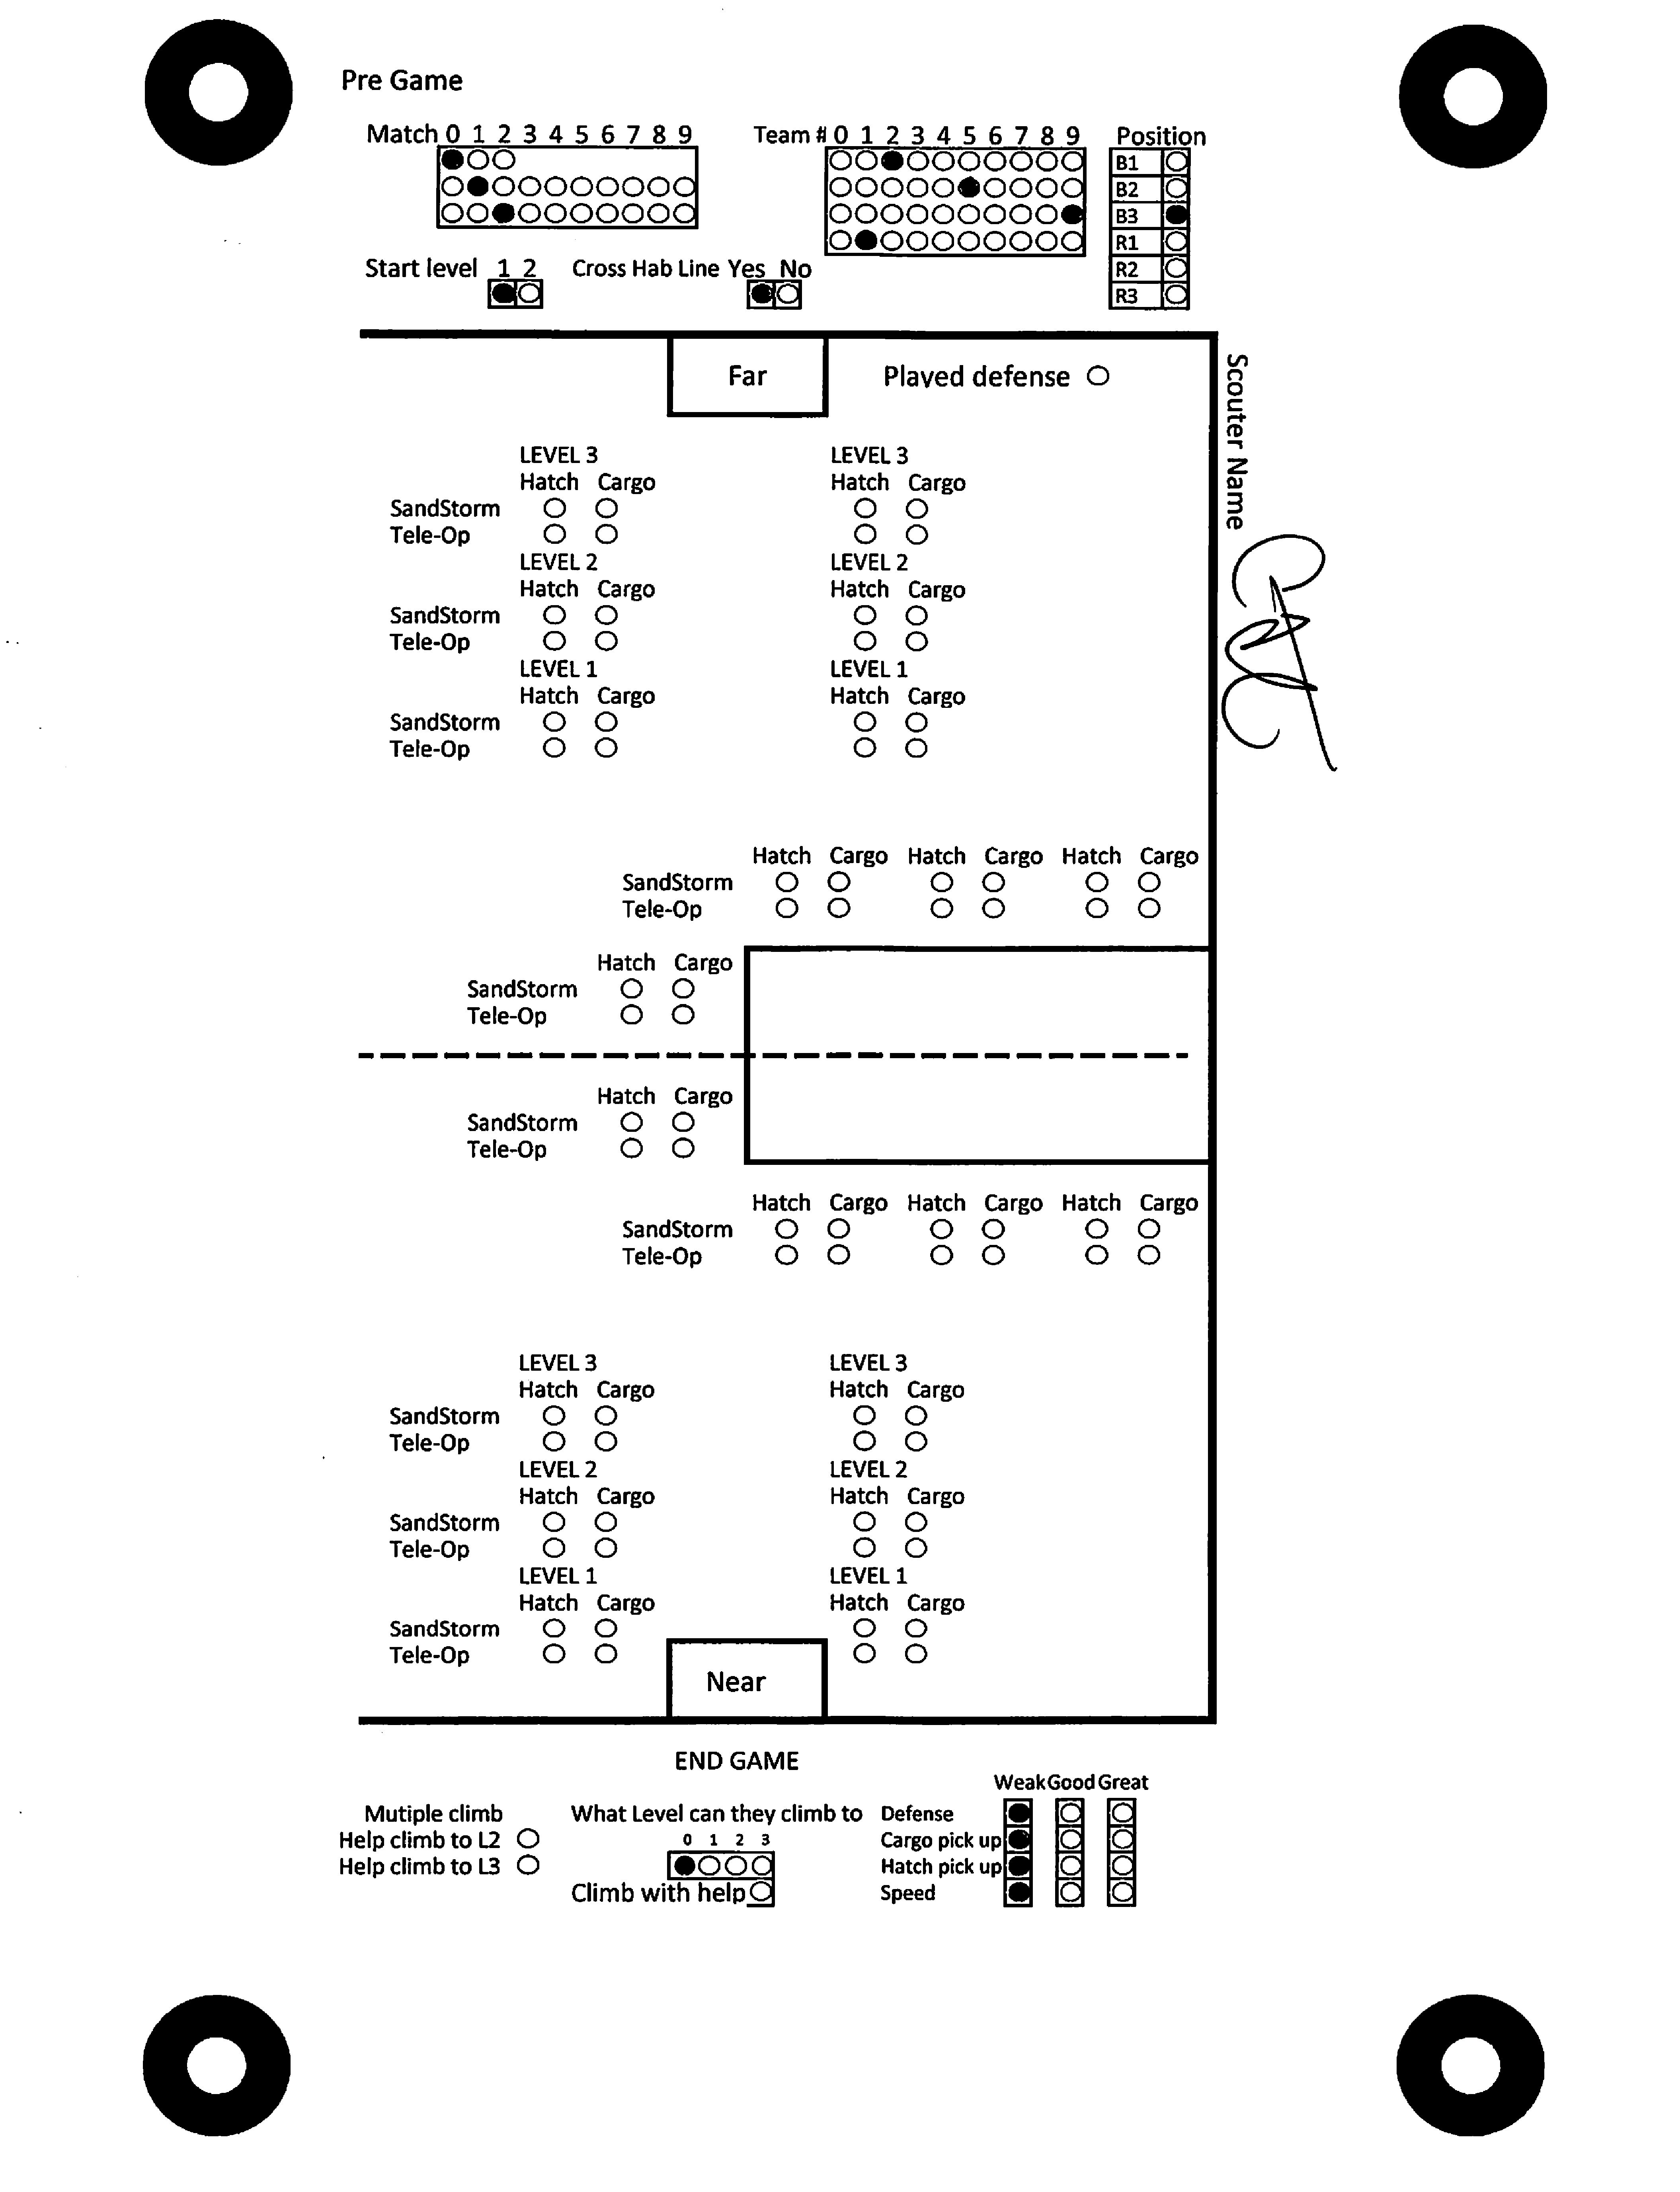 Pre Game
Match 0 1 2 3 4 5 6 7 8 9
Team # 0 1 2 3 4 5 6 7 8 9
Position
B1
B2
B3
R1
R2
R3
Start level 1 2
Cross Hab Line Yes No
Far
Played defense
Scouter Name
LEVEL 3 LEVEL 3
Hatch Cargo Hatch Cargo
SandStorm
Tele-Op
LEVEL 2 LEVEL 2
Hatch Cargo Hatch Cargo
SandStorm
Tele-Op
LEVEL 1 LEVEL 1
Hatch Cargo Hatch Cargo
SandStorm
Tele-Op
Hatch Cargo Hatch Cargo Hatch Cargo
SandStorm
Tele-Op
Hatch Cargo
SandStorm
Tele-Op
Hatch Cargo
SandStorm
Tele-Op
Hatch Cargo Hatch Cargo Hatch Cargo
SandStorm
Tele-Op
LEVEL 3 LEVEL 3
Hatch Cargo Hatch Cargo
SandStorm
Tele-Op
LEVEL 2 LEVEL 2
Hatch Cargo Hatch Cargo
SandStorm
Tele-Op
LEVEL 1 LEVEL 1
Hatch Cargo Hatch Cargo
SandStorm
Tele-Op
Near
END GAME
Mutiple climb
Help climb to L2
Help climb to L3
What Level can they climb to
0 1 2 3
Climb with help
Weak Good Great
Defense
Cargo pick up
Hatch pick up
Speed